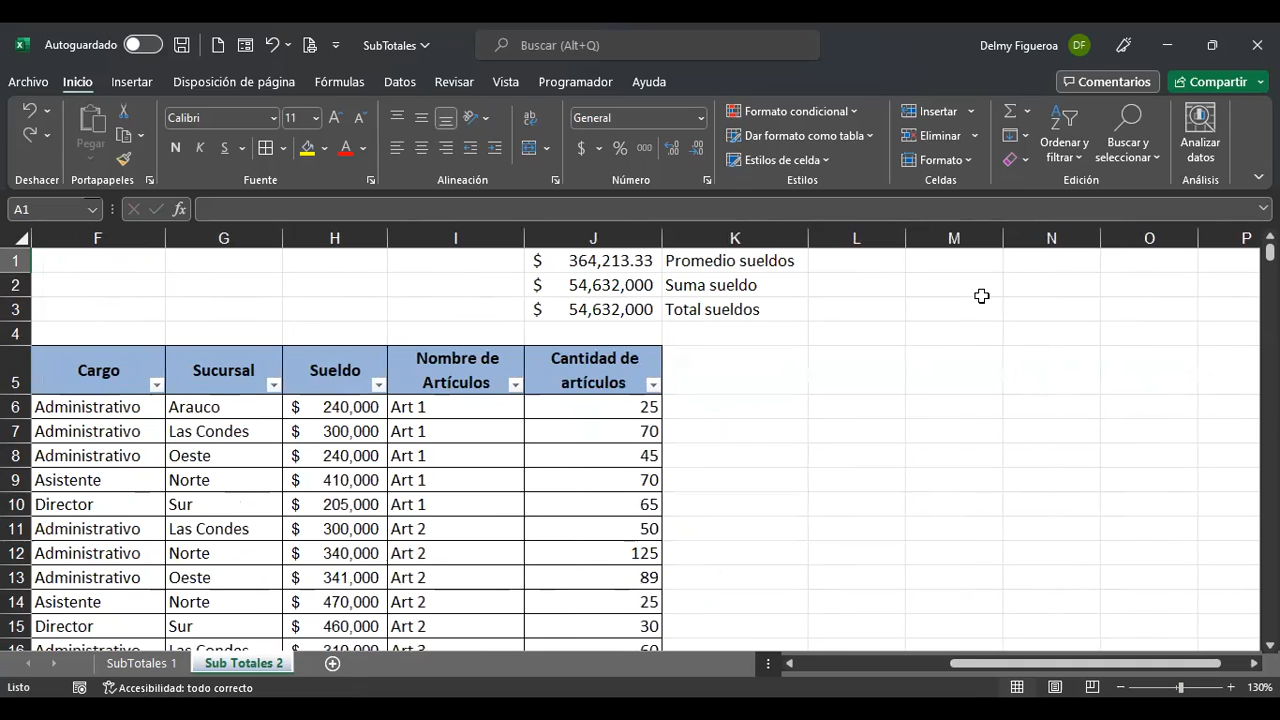 Autoguardado SubTotales Buscar (Alt+Q) Delmy Figueroa DF
Archivo Inicio Insertar Disposición de página Fórmulas Datos Revisar Vista Programador Ayuda Comentarios Compartir
Pegar Calibri 11 General Formato condicional Insertar
N K S $ % 000 Dar formato como tabla Eliminar Ordenar y filtrar Buscar y seleccionar Analizar datos
Estilos de celda Formato
Deshacer Portapapeles Fuente Alineación Número Estilos Celdas Edición Análisis
A1 fx
F G H I J K L M N O P
1 $ 364,213.33 Promedio sueldos
2 $ 54,632,000 Suma sueldo
3 $ 54,632,000 Total sueldos
4
5 Cargo Sucursal Sueldo Nombre de Artículos Cantidad de artículos
6 Administrativo Arauco $ 240,000 Art 1 25
7 Administrativo Las Condes $ 300,000 Art 1 70
8 Administrativo Oeste $ 240,000 Art 1 45
9 Asistente Norte $ 410,000 Art 1 70
10 Director Sur $ 205,000 Art 1 65
11 Administrativo Las Condes $ 300,000 Art 2 50
12 Administrativo Norte $ 340,000 Art 2 125
13 Administrativo Oeste $ 341,000 Art 2 89
14 Asistente Norte $ 470,000 Art 2 25
15 Director Sur $ 460,000 Art 2 30
16 Administrativo Las Condes $ 310,000 Art 3 60
SubTotales 1 Sub Totales 2
Listo Accesibilidad: todo correcto 130%